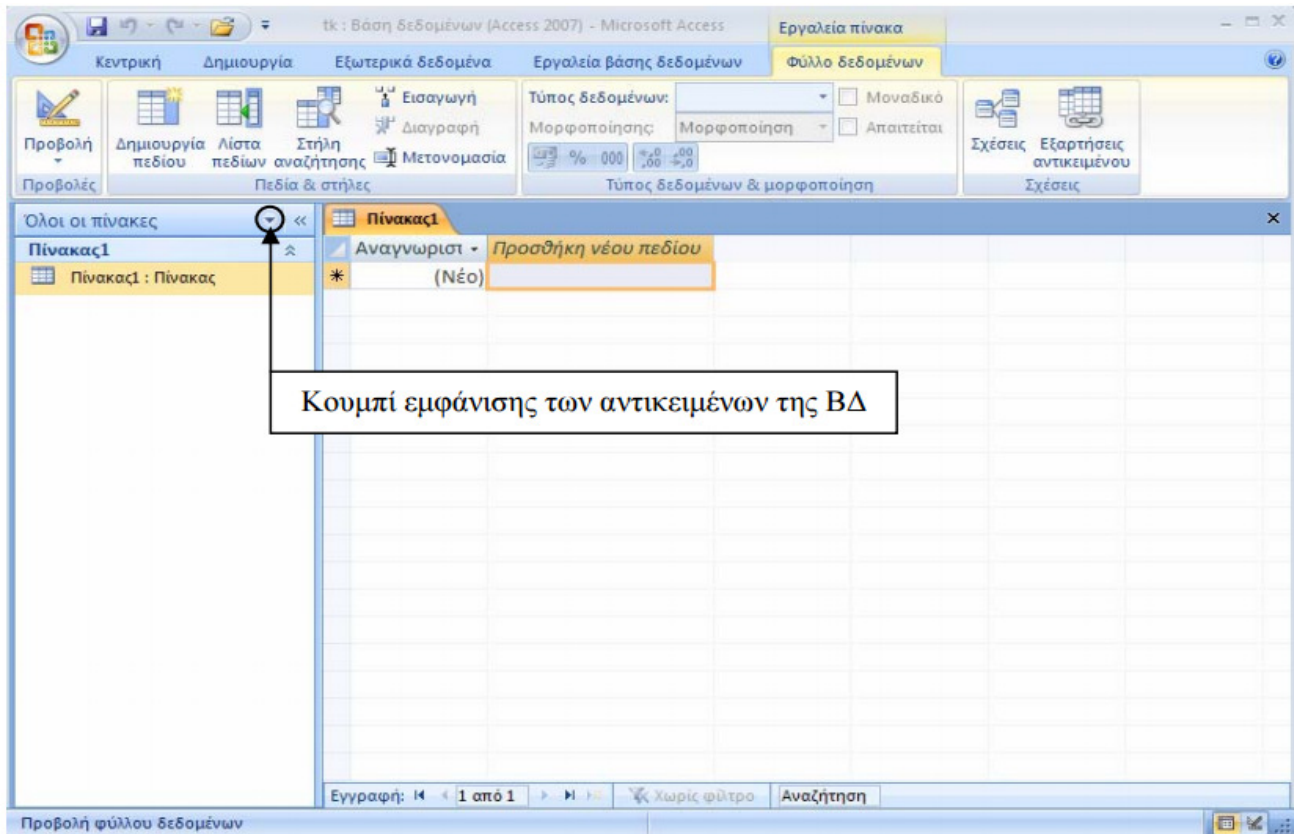 tk : Βάση δεδομένων (Access 2007) - Microsoft Access
Εργαλεία πίνακα
Κεντρική Δημιουργία Εξωτερικά δεδομένα Εργαλεία βάσης δεδομένων Φύλλο δεδομένων
Προβολή
Δημιουργία πεδίου
Λίστα πεδίων
Στήλη αναζήτησης
Εισαγωγή
Διαγραφή
Μετονομασία
Τύπος δεδομένων:
Μορφοποίησης: Μορφοποίηση
% 000
Μοναδικό
Απαιτείται
Σχέσεις
Εξαρτήσεις αντικειμένου
Προβολές Πεδία & στήλες Τύπος δεδομένων & μορφοποίηση Σχέσεις
Όλοι οι πίνακες
Πίνακας1
Πίνακας1 : Πίνακας
Πίνακας1
Αναγνωριστ Προσθήκη νέου πεδίου
(Νέο)
Κουμπί εμφάνισης των αντικειμένων της ΒΔ
Εγγραφή: 1 από 1 Χωρίς φίλτρο Αναζήτηση
Προβολή φύλλου δεδομένων